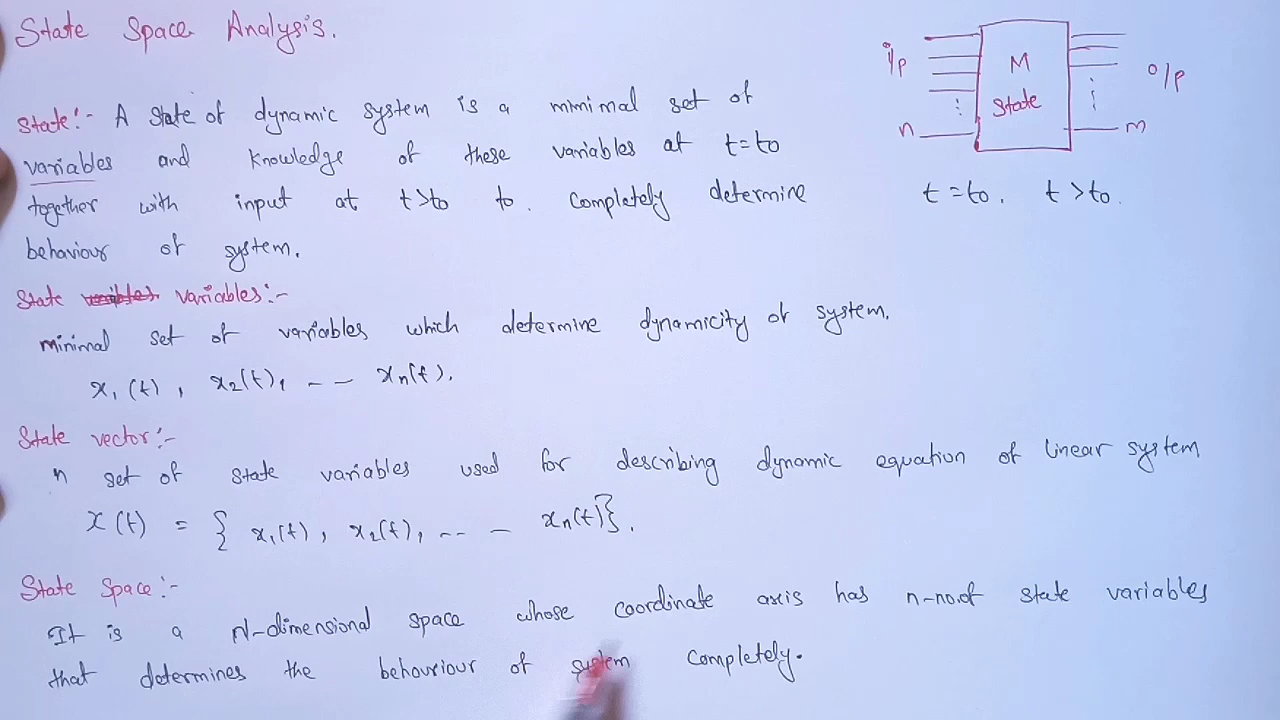 State Space Analysis.
i/p
M
State
o/p
n
m
t = to. t > to.
State:- A State of dynamic system is a minimal set of
variables and Knowledge of these variables at t = to
together with input at t>to to. Completely determine
behaviour of system.
State variables:-
minimal set of variables which determine dynamicity of system.
x₁(t), x₂(t), -- xₙ(t).
State vector:-
n set of state variables used for describing dynamic equation of linear system
X(t) = { x₁(t), x₂(t), -- - xₙ(t)}.
State Space:-
It is a N-dimensional space whose coordinate axis has n-no.of state variables
that determines the behouriour of system completely.